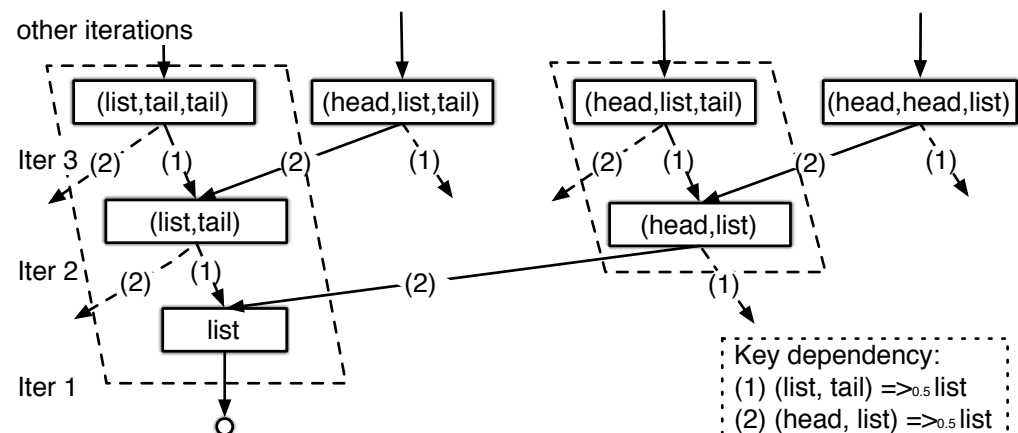 other iterations
(list,tail,tail) (head,list,tail) (head,list,tail) (head,head,list)
Iter 3 (2) (1) (2) (1) (2) (1) (2) (1)
(list,tail) (head,list)
Iter 2 (2) (1) (2) (1)
list
Iter 1
Key dependency:
(1) (list, tail) =>0.5 list
(2) (head, list) =>0.5 list